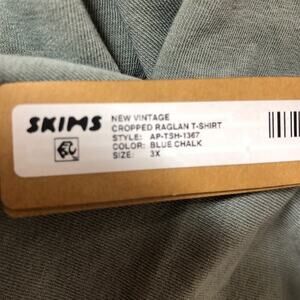 SKIMS
NEW VINTAGE
CROPPED RAGLAN T-SHIRT
STYLE: AP-TSH-1367
COLOR: BLUE CHALK
SIZE: 3X